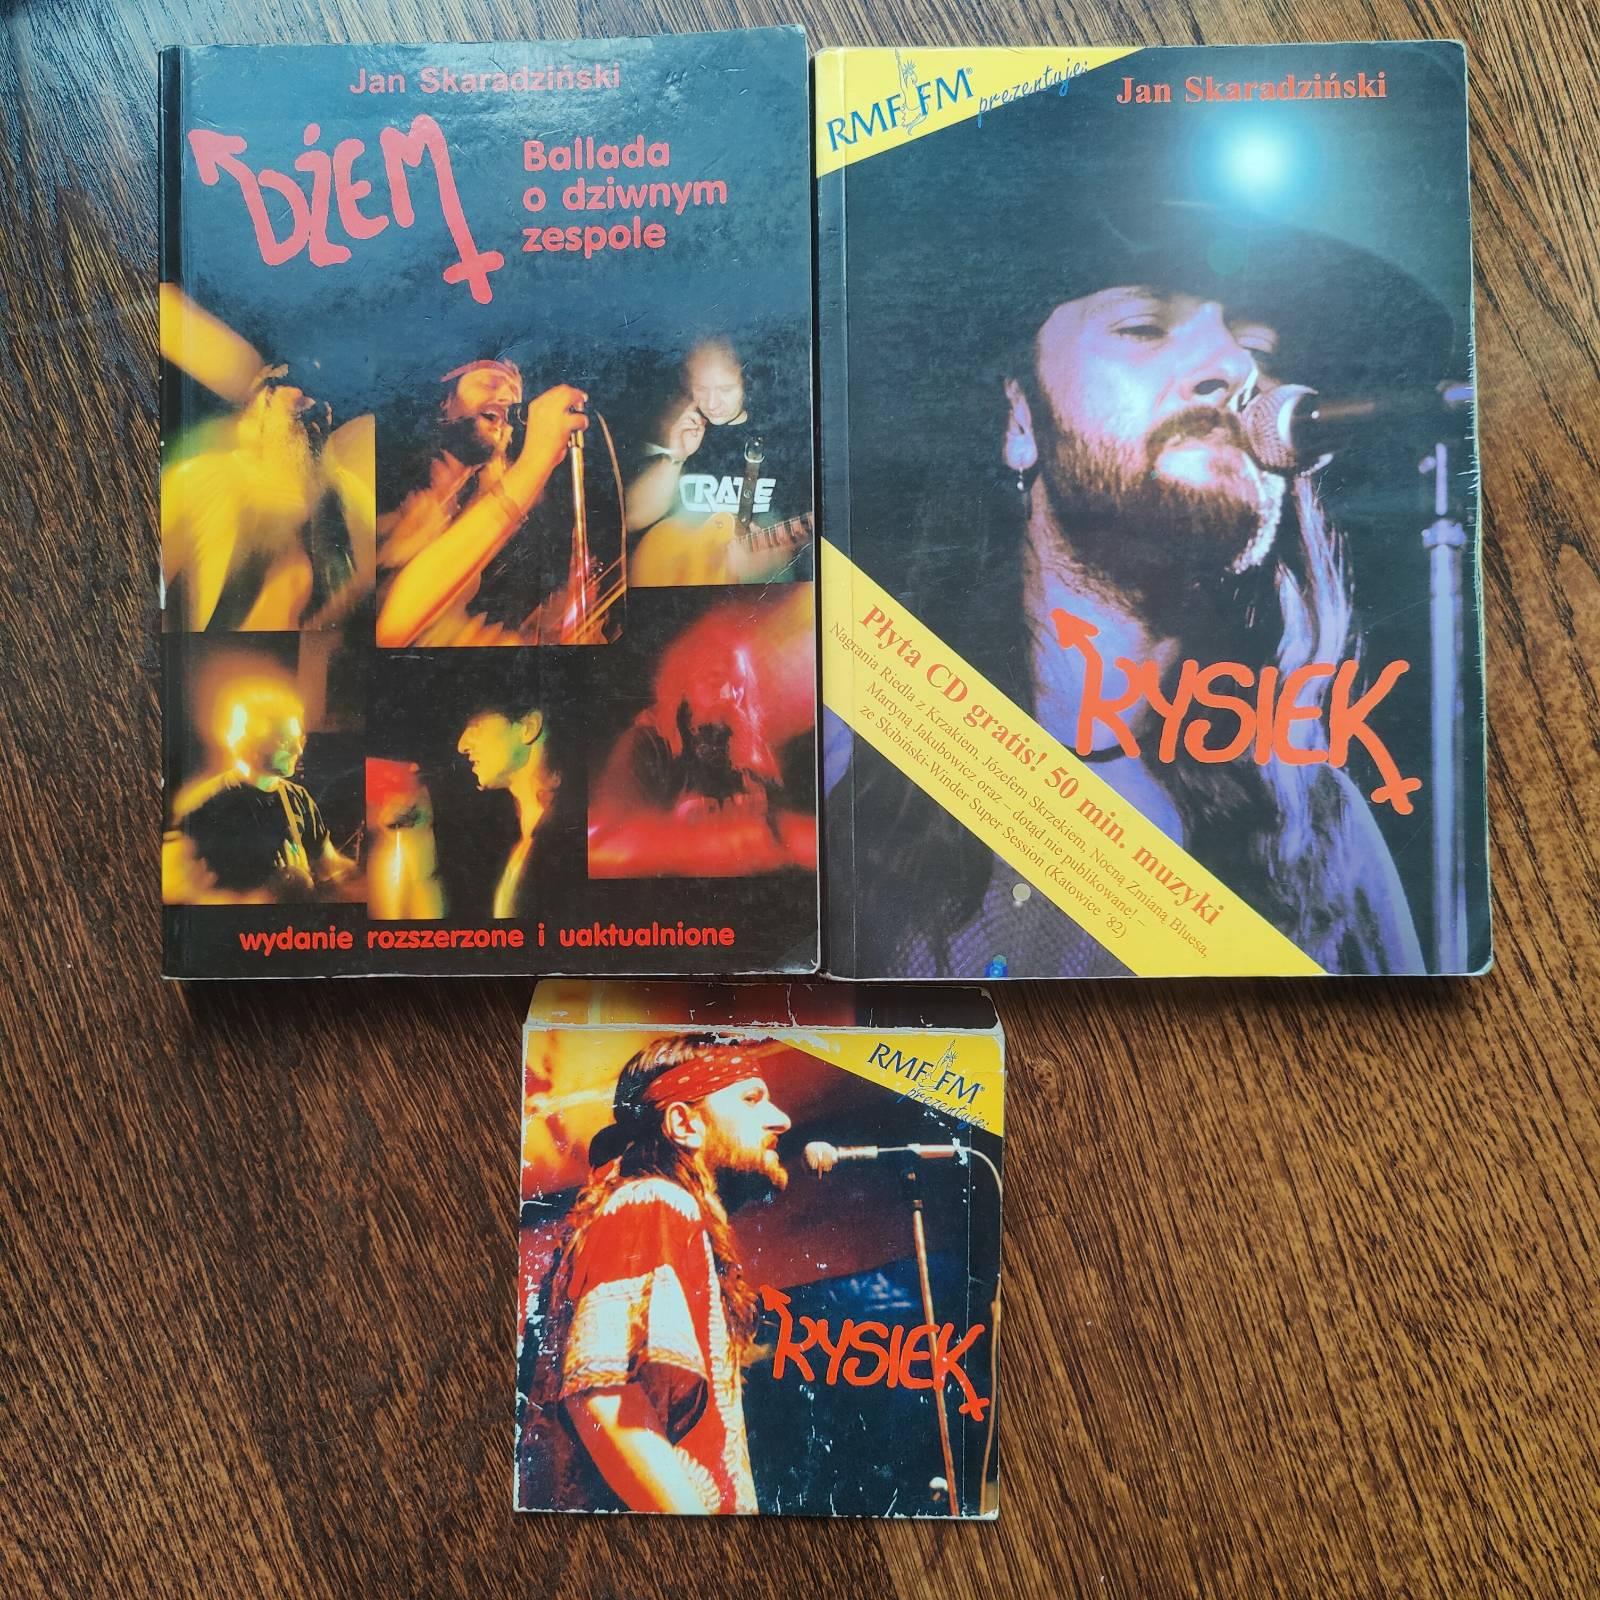 Jan Skaradziński
DŻEM
Ballada
o dziwnym
zespole
CRATE
wydanie rozszerzone i uaktualnione
RMF FM® prezentuje:
Jan Skaradziński
Płyta CD gratis! 50 min. muzyki
Nagrania Riedla z Krzakiem, Józefem Skrzekiem, Nocną Zmianą Bluesa,
Martyną Jakubowicz oraz – dotąd nie publikowane! –
ze Skibiński-Winder Super Session (Katowice '82)
RYSIEK
RMF FM®
prezentuje:
RYSIEK